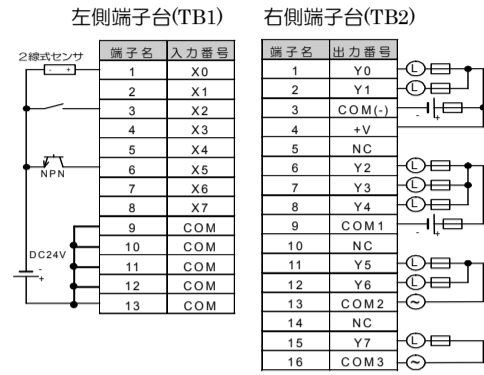 左側端子台(TB1) 右側端子台(TB2)
2線式センサ
- +
端子名 入力番号
1 X0
2 X1
3 X2
4 X3
5 X4
6 X5
7 X6
8 X7
9 COM
10 COM
11 COM
12 COM
13 COM
NPN
DC24V
-
+
端子名 出力番号
1 Y0 L
2 Y1 L
3 COM(-) - +
4 +V
5 NC
6 Y2 L
7 Y3 L
8 Y4 L
9 COM1 - +
10 NC
11 Y5 L
12 Y6 L
13 COM2 ~
14 NC
15 Y7 L
16 COM3 ~